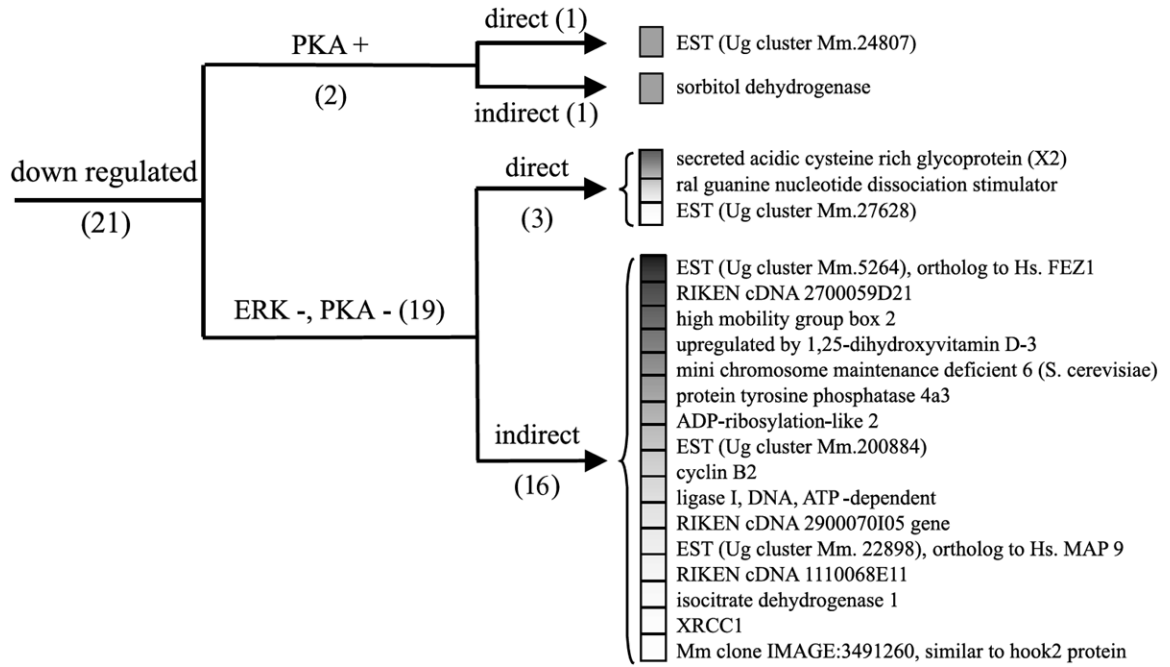 down regulated
(21)
PKA +
(2)
direct (1)
EST (Ug cluster Mm.24807)
indirect (1)
sorbitol dehydrogenase
ERK -, PKA - (19)
direct
(3)
secreted acidic cysteine rich glycoprotein (X2)
ral guanine nucleotide dissociation stimulator
EST (Ug cluster Mm.27628)
indirect
(16)
EST (Ug cluster Mm.5264), ortholog to Hs. FEZ1
RIKEN cDNA 2700059D21
high mobility group box 2
upregulated by 1,25-dihydroxyvitamin D-3
mini chromosome maintenance deficient 6 (S. cerevisiae)
protein tyrosine phosphatase 4a3
ADP-ribosylation-like 2
EST (Ug cluster Mm.200884)
cyclin B2
ligase I, DNA, ATP-dependent
RIKEN cDNA 2900070I05 gene
EST (Ug cluster Mm. 22898), ortholog to Hs. MAP 9
RIKEN cDNA 1110068E11
isocitrate dehydrogenase 1
XRCC1
Mm clone IMAGE:3491260, similar to hook2 protein